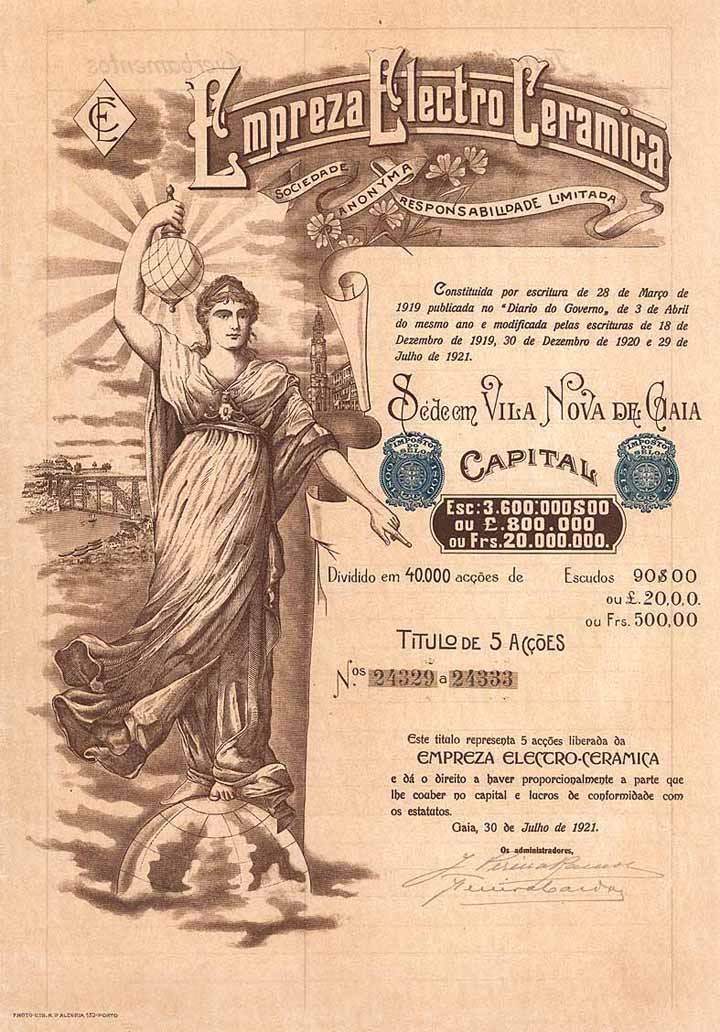 Averbamentos
EC
Empreza Electro Ceramica
SOCIEDADE ANONYMA RESPONSABILIDADE LIMITADA
Constituida por escritura de 28 de Março de
1919 publicada no "Diario do Governo„ de 3 de Abril
do mesmo ano e modificada pelas escrituras de 18 de
Dezembro de 1919, 30 de Dezembro de 1920 e 29 de
Julho de 1921.
Séde em VILA NOVA DE GAIA
IMPOSTO DO SELO
IMPOSTO DO SELO
CAPITAL
Esc: 3.600:000$00
ou £. 800.000
ou Frs. 20.000.000.
Dividido em 40.000 acções de Escudos 90$00
ou £. 20,0,0.
ou Frs. 500,00
TITULO DE 5 ACÇÕES
Nos 24329 a 24333
Este titulo representa 5 acções liberada da
EMPREZA ELECTRO-CERAMICA
e dá o direito a haver proporcionalmente a parte que
lhe couber no capital e lucros de conformidade com
os estatutos.
Gaia, 30 de Julho de 1921.
Os administradores,